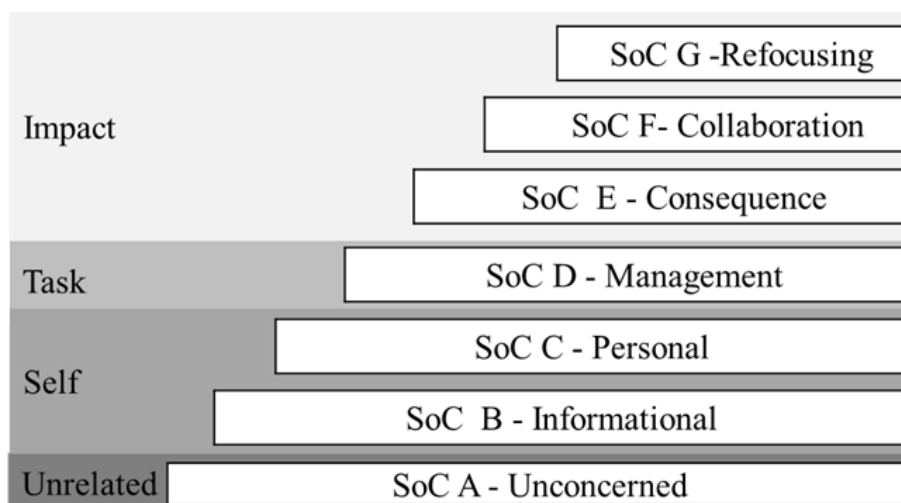 SoC G -Refocusing
Impact
SoC F- Collaboration
SoC E - Consequence
Task
SoC D - Management
SoC C - Personal
Self
SoC B - Informational
Unrelated
SoC A - Unconcerned